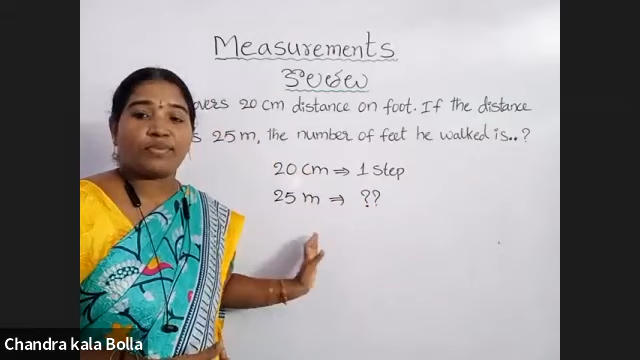 Measurements
కొలతలు
20 cm distance on foot. If the distance
25 m, the number of feet he walked is..?
20 Cm ⇒ 1 Step
25 m ⇒ ??
Chandra kala Bolla